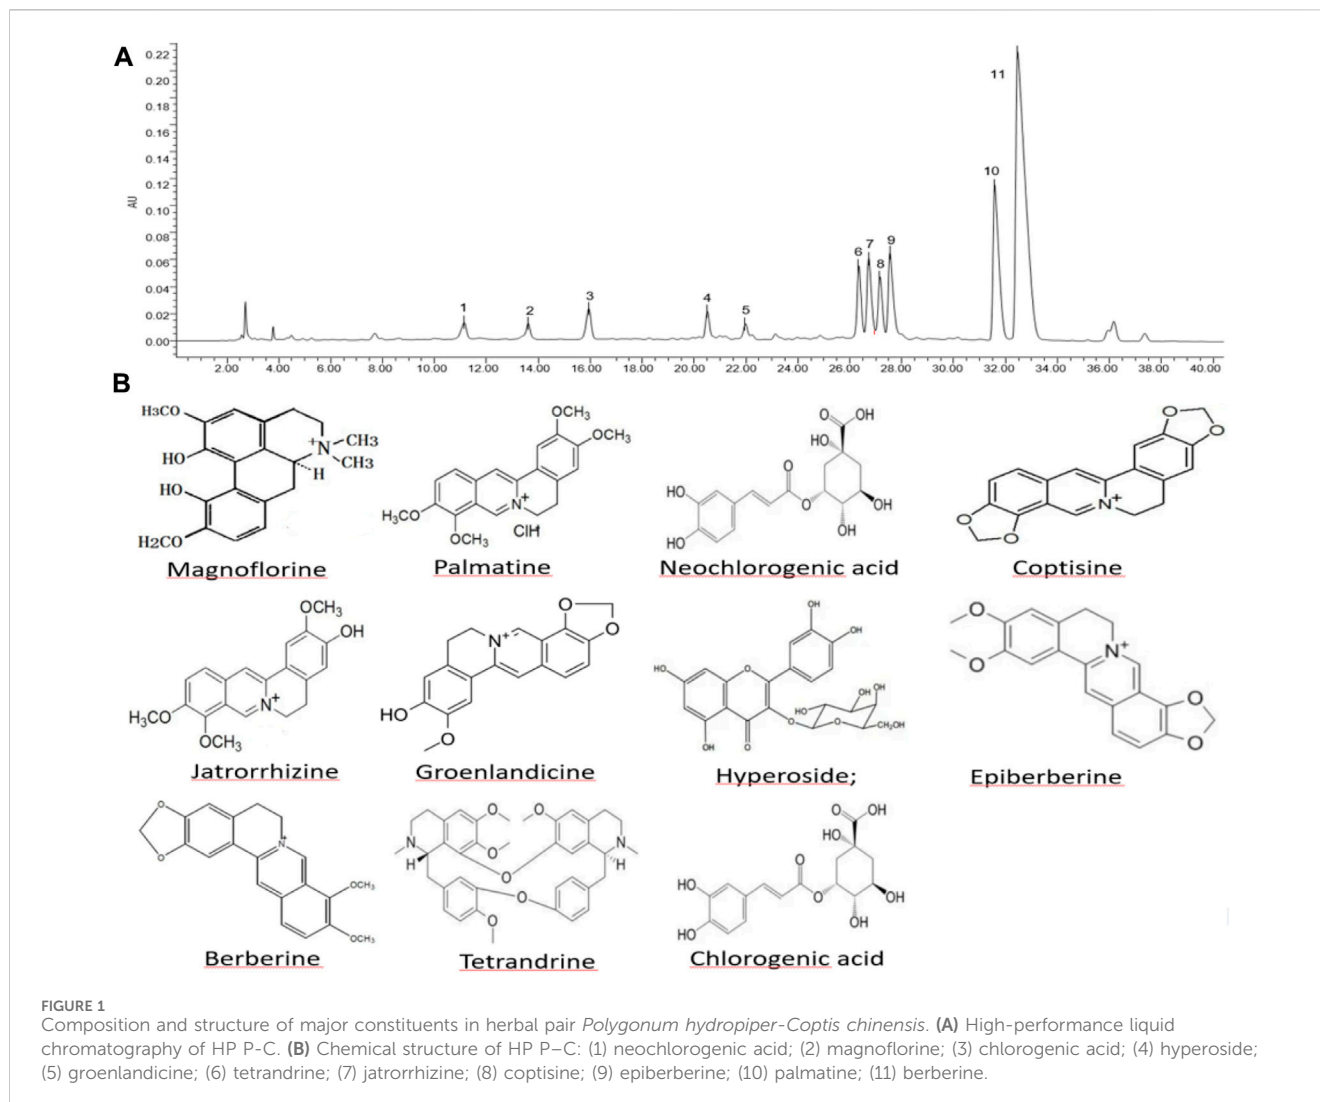 A
0.22
0.20
0.18
0.16
0.14
0.12
0.10
0.08
0.06
0.04
0.02
0.00
AU
1
2
3
4
5
6
7
8
9
10
11
2.00 4.00 6.00 8.00 10.00 12.00 14.00 16.00 18.00 20.00 22.00 24.00 26.00 28.00 30.00 32.00 34.00 36.00 38.00 40.00
B
H3CO
HO
HO
H2CO
+N
CH3
CH3
H
Magnoflorine
OCH3
OCH3
N+
H3CO
OCH3
ClH
Palmatine
O
OH
HO
O
O
OH
OH
HO
HO
Neochlorogenic acid
O
O
N+
O
O
Coptisine
OCH3
OH
N+
H3CO
OCH3
Jatrorrhizine
O
O
N+
HO
O
Groenlandicine
OH
OH
HO
O
OH
O
O
HO
OH
OH
O
CH2OH
Hyperoside;
O
O
N+
O
O
Epiberberine
O
O
N+
OCH3
OCH3
Berberine
O
O
O
N
N
H
H
O
O
O
Tetrandrine
O
OH
HO
O
O
OH
OH
HO
HO
Chlorogenic acid
FIGURE 1
Composition and structure of major constituents in herbal pair Polygonum hydropiper-Coptis chinensis. (A) High-performance liquid
chromatography of HP P-C. (B) Chemical structure of HP P–C: (1) neochlorogenic acid; (2) magnoflorine; (3) chlorogenic acid; (4) hyperoside;
(5) groenlandicine; (6) tetrandrine; (7) jatrorrhizine; (8) coptisine; (9) epiberberine; (10) palmatine; (11) berberine.